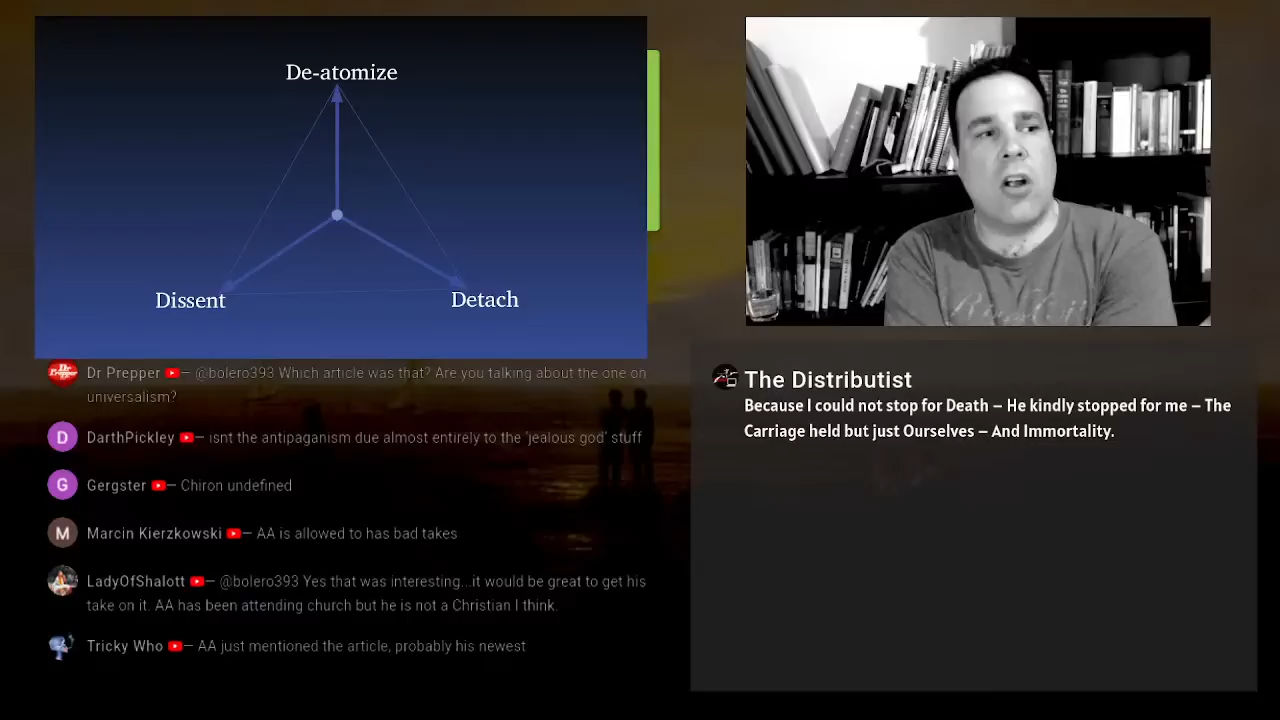 De-atomize
Dissent
Detach
Dr Prepper — @bolero393 Which article was that? Are you talking about the one on
universalism?
D DarthPickley — isnt the antipaganism due almost entirely to the 'jealous god' stuff
G Gergster — Chiron undefined
M Marcin Kierzkowski — AA is allowed to has bad takes
LadyOfShalott — @bolero393 Yes that was interesting...it would be great to get his
take on it. AA has been attending church but he is not a Christian I think.
Tricky Who — AA just mentioned the article, probably his newest
The Distributist
Because I could not stop for Death – He kindly stopped for me – The
Carriage held but just Ourselves – And Immortality.